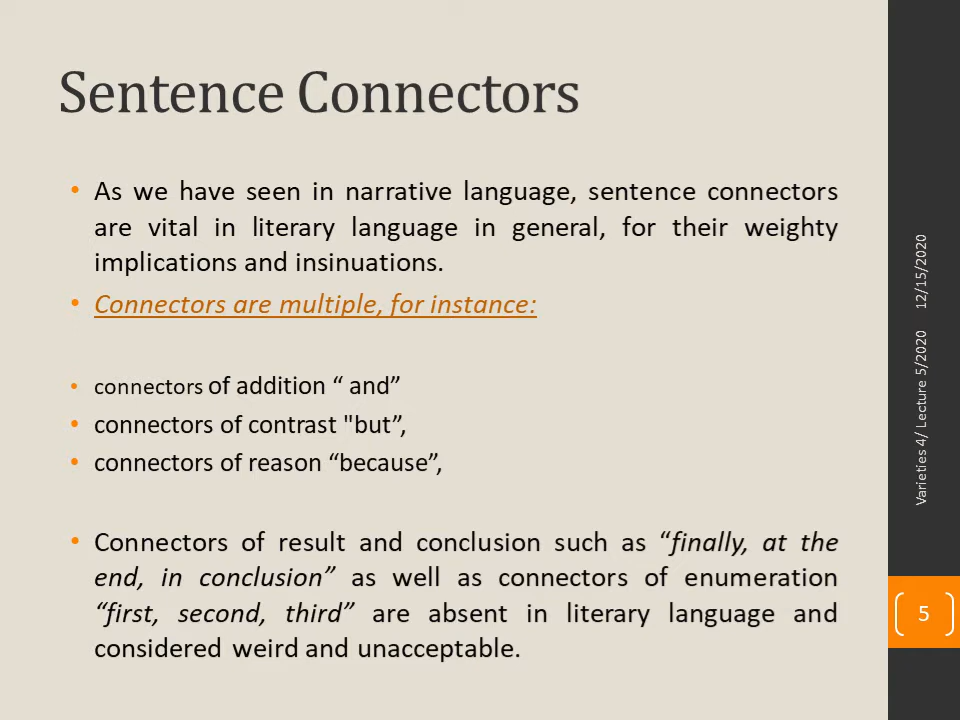 Sentence Connectors
• As we have seen in narrative language, sentence connectors
are vital in literary language in general, for their weighty
implications and insinuations.
• Connectors are multiple, for instance:
• connectors of addition “ and”
• connectors of contrast "but”,
• connectors of reason “because”,
• Connectors of result and conclusion such as “finally, at the
end, in conclusion” as well as connectors of enumeration
“first, second, third” are absent in literary language and
considered weird and unacceptable.
Varieties 4/ Lecture 5/2020 12/15/2020
5